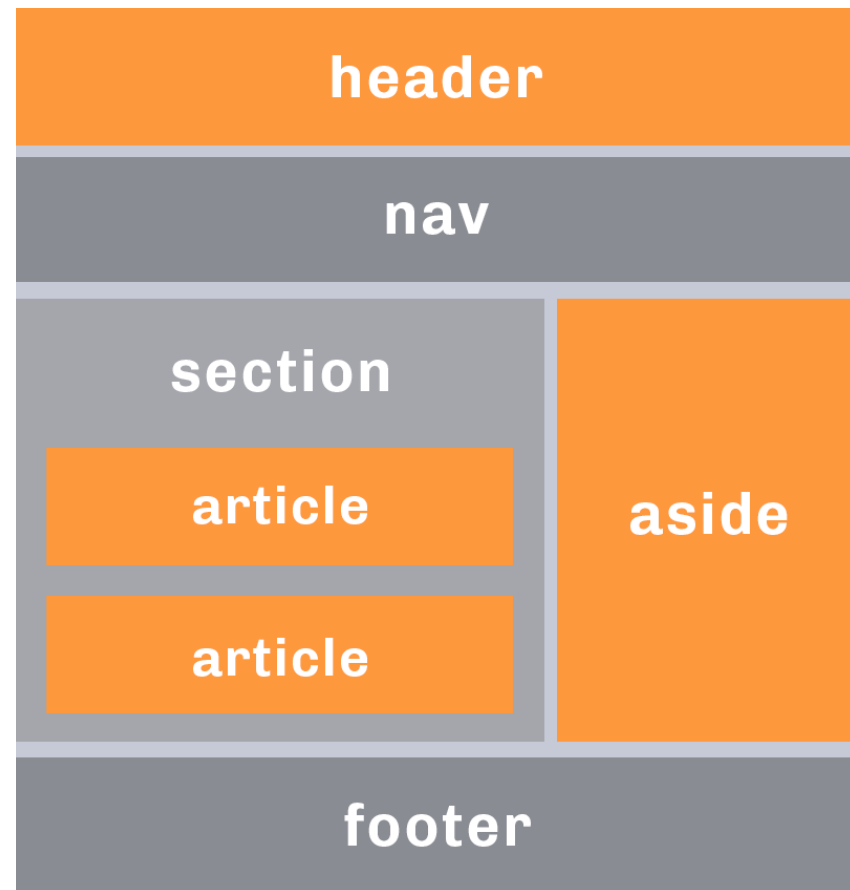 header
nav
section
article
article
aside
footer